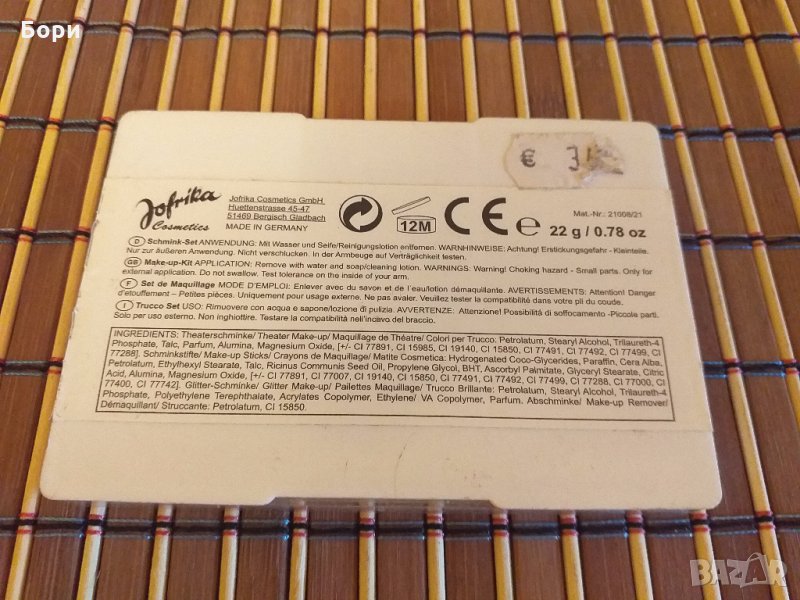 Бори
€ 3
Jofrika
Cosmetics
Jofrika Cosmetics GmbH
Huettenstrasse 45-47
51469 Bergisch Gladbach
MADE IN GERMANY
12M
CE e
Mat.-Nr.: 21008/21
22 g / 0.78 oz
D Schmink-Set ANWENDUNG: Mit Wasser und Seife/Reinigungslotion entfernen. WARNHINWEISE: Achtung! Erstickungsgefahr - Kleinteile.
Nur zur äußeren Anwendung. Nicht verschlucken. In der Armbeuge auf Verträglichkeit testen.
GB Make-up-Kit APPLICATION: Remove with water and soap/cleaning lotion. WARNINGS: Warning! Choking hazard - Small parts. Only for
external application. Do not swallow. Test tolerance on the inside of your arm.
F Set de Maquillage MODE D'EMPLOI: Enlever avec du savon et de l'eau/lotion démaquillante. AVERTISSEMENTS: Attention! Danger
d'étouffement – Petites pièces. Uniquement pour usage externe. Ne pas avaler. Veuillez tester la compatibilité dans votre pli du coude.
I Trucco Set USO: Rimuovere con acqua e sapone/lozione di pulizia. AVVERTENZE: Attenzione! Possibilità di soffocamento -Piccole parti.
Solo per uso esterno. Non inghiottire. Testare la compatibilità nell'incavo del braccio.
INGREDIENTS: Theaterschminke/ Theater Make-up/ Maquillage de Théatre/ Colori per Trucco: Petrolatum, Stearyl Alcohol, Trilaureth-4
Phosphate, Talc, Parfum, Alumina, Magnesium Oxide, [+/- CI 77891, CI 15985, CI 19140, CI 15850, CI 77491, CI 77492, CI 77499, CI
77288]. Schminkstifte/ Make-up Sticks/ Crayons de Maquillage/ Matite Cosmetica: Hydrogenated Coco-Glycerides, Paraffin, Cera Alba,
Petrolatum, Ethylhexyl Stearate, Talc, Ricinus Communis Seed Oil, Propylene Glycol, BHT, Ascorbyl Palmitate, Glyceryl Stearate, Citric
Acid, Alumina, Magnesium Oxide, [+/- CI 77891, CI 77007, CI 19140, CI 15850, CI 77491, CI 77492, CI 77499, CI 77288, CI 77000, CI
77400, CI 77742]. Glitter-Schminke/ Glitter Make-up/ Pailettes Maquillage/ Trucco Brillante: Petrolatum, Stearyl Alcohol, Trilaureth-4
Phosphate, Polyethylene Terephthalate, Acrylates Copolymer, Ethylene/ VA Copolymer, Parfum. Abschminke/ Make-up Remover/
Démaquillant/ Struccante: Petrolatum, CI 15850.
BAZAR